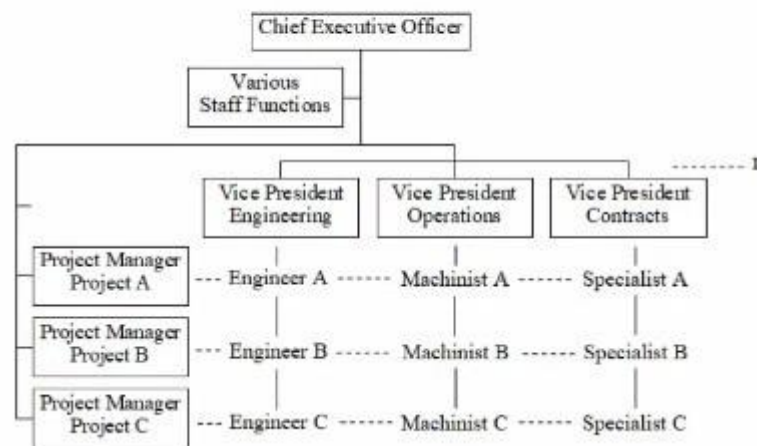 Chief Executive Officer
Various
Staff Functions
Vice President
Engineering
Vice President
Operations
Vice President
Contracts
Project Manager
Project A
Engineer A
Machinist A
Specialist A
Project Manager
Project B
Engineer B
Machinist B
Specialist B
Project Manager
Project C
Engineer C
Machinist C
Specialist C